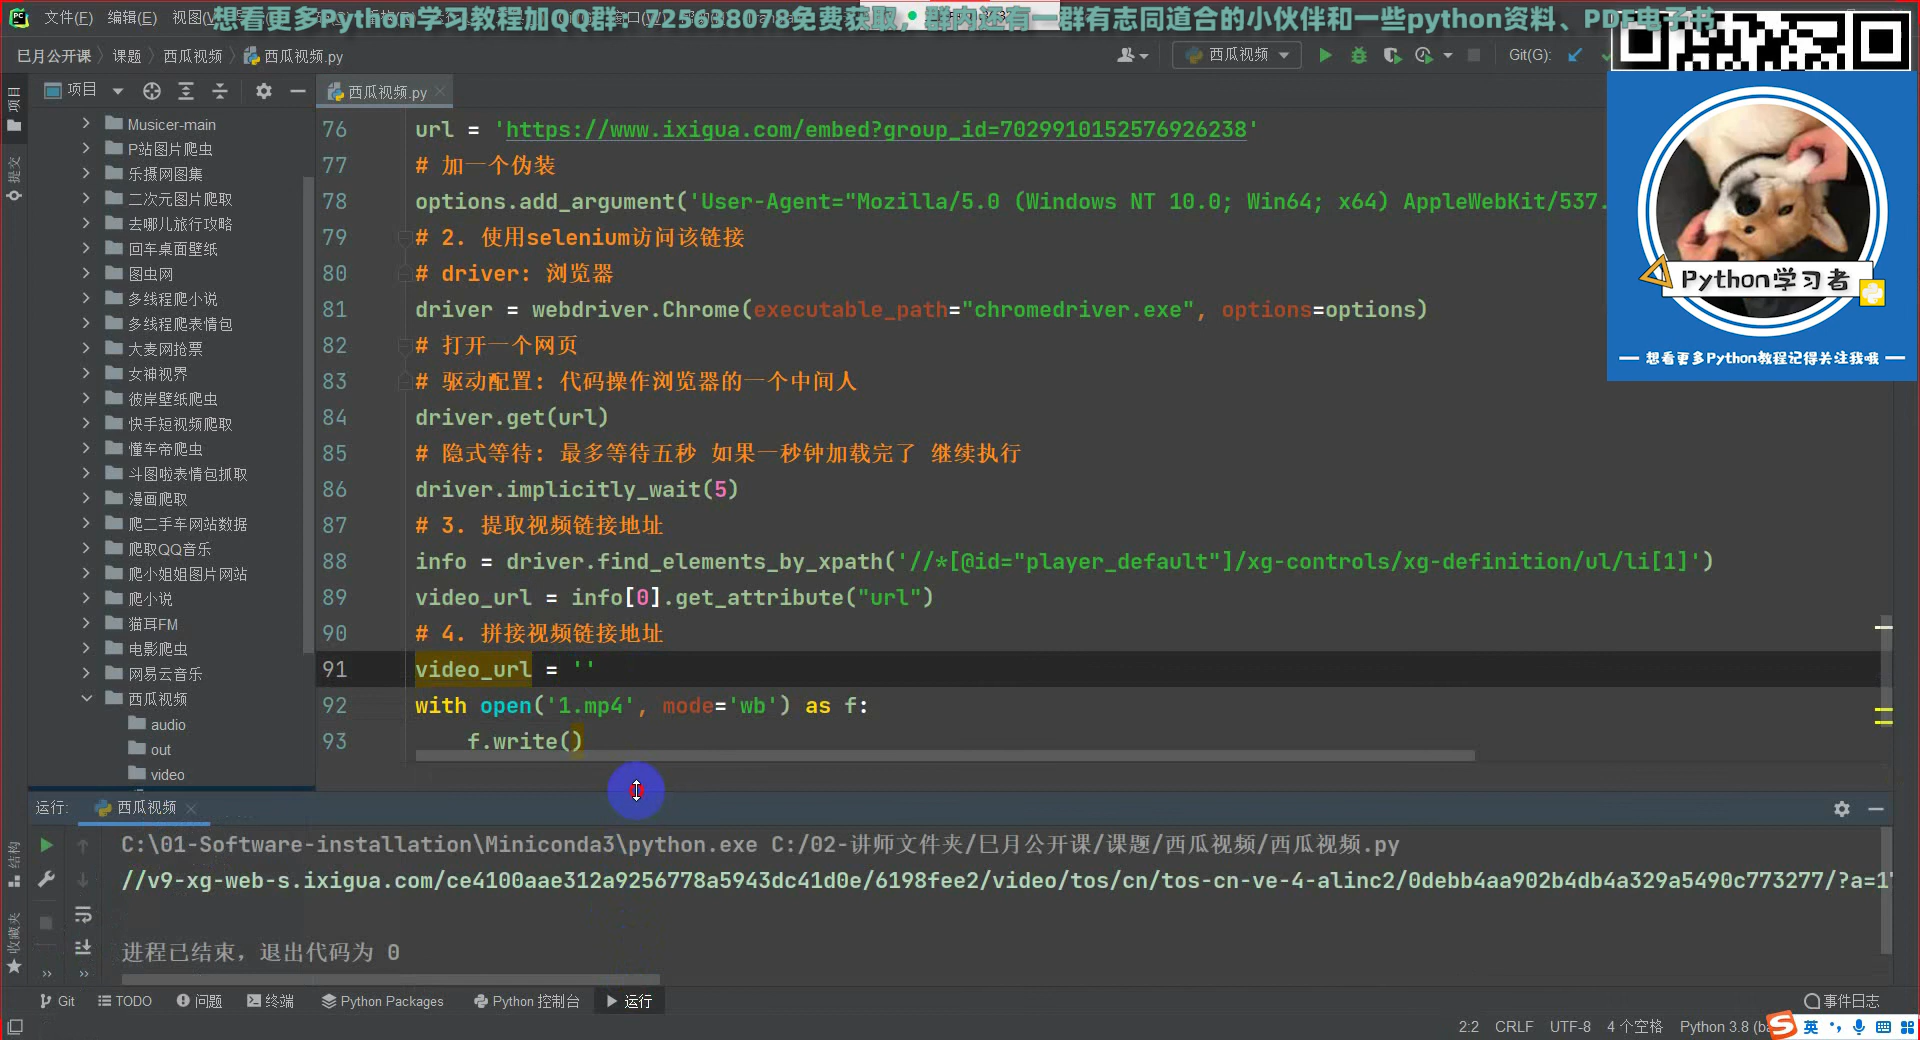 想看更多Python学习教程加QQ群:725638078免费获取，群内还有一群有志同道合的小伙伴和一些python资料、PDF电子书
文件(F) 编辑(E) 视图(V)
巳月公开课 课题 西瓜视频 西瓜视频.py
西瓜视频
Git(G):
项目
西瓜视频.py
项目
提交
结构
收藏夹
Musicer-main
P站图片爬虫
乐摄网图集
二次元图片爬取
去哪儿旅行攻略
回车桌面壁纸
图虫网
多线程爬小说
多线程爬表情包
大麦网抢票
女神视界
彼岸壁纸爬虫
快手短视频爬取
懂车帝爬虫
斗图啦表情包抓取
漫画爬取
爬二手车网站数据
爬取QQ音乐
爬小姐姐图片网站
爬小说
猫耳FM
电影爬虫
网易云音乐
西瓜视频
audio
out
video
76 url = 'https://www.ixigua.com/embed?group_id=7029910152576926238'
77 # 加一个伪装
78 options.add_argument('User-Agent="Mozilla/5.0 (Windows NT 10.0; Win64; x64) AppleWebKit/537.
79 # 2. 使用selenium访问该链接
80 # driver: 浏览器
81 driver = webdriver.Chrome(executable_path="chromedriver.exe", options=options)
82 # 打开一个网页
83 # 驱动配置: 代码操作浏览器的一个中间人
84 driver.get(url)
85 # 隐式等待: 最多等待五秒 如果一秒钟加载完了 继续执行
86 driver.implicitly_wait(5)
87 # 3. 提取视频链接地址
88 info = driver.find_elements_by_xpath('//*[@id="player_default"]/xg-controls/xg-definition/ul/li[1]')
89 video_url = info[0].get_attribute("url")
90 # 4. 拼接视频链接地址
91 video_url = ''
92 with open('1.mp4', mode='wb') as f:
93 f.write()
Python学习者
想看更多Python教程记得关注我哦
运行: 西瓜视频
C:\01-Software-installation\Miniconda3\python.exe C:/02-讲师文件夹/巳月公开课/课题/西瓜视频/西瓜视频.py
//v9-xg-web-s.ixigua.com/ce4100aae312a9256778a5943dc41d0e/6198fee2/video/tos/cn/tos-cn-ve-4-alinc2/0debb4aa902b4db4a329a5490c773277/?a=1
进程已结束，退出代码为 0
Git TODO 问题 终端 Python Packages Python 控制台 运行
事件日志
2:2 CRLF UTF-8 4 个空格 Python 3.8 (ba
英